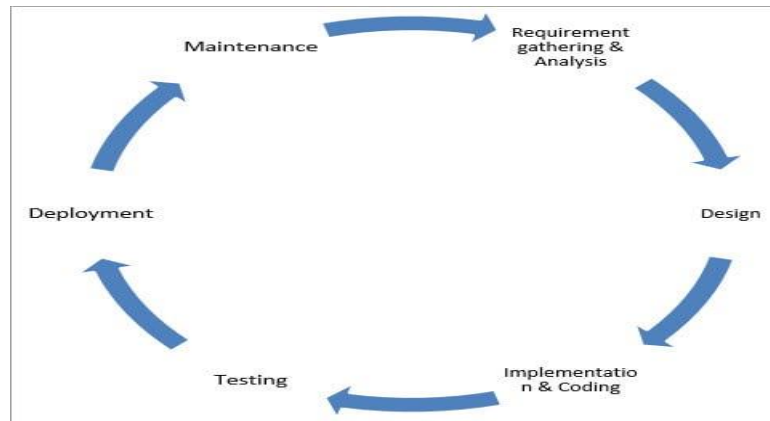 Maintenance
Requirement
gathering &
Analysis
Deployment
Design
Testing
Implementatio
n & Coding